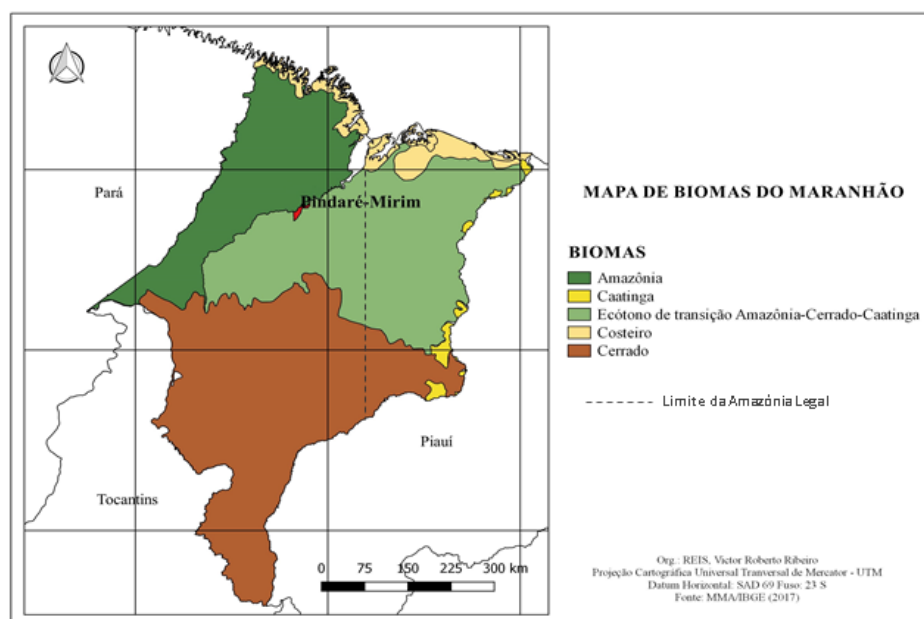 Pará
Pindaré-Mirim
Piauí
Tocantins
0 75 150 225 300 km
MAPA DE BIOMAS DO MARANHÃO
BIOMAS
Amazônia
Caatinga
Ecótono de transição Amazônia-Cerrado-Caatinga
Costeiro
Cerrado
Limite da Amazônia Legal
Org.: REIS, Victor Roberto Ribeiro
Projeção Cartográfica Universal Tranversal de Mercator - UTM
Datum Horizontal: SAD 69 Fuso: 23 S
Fonte: MMA/IBGE (2017)